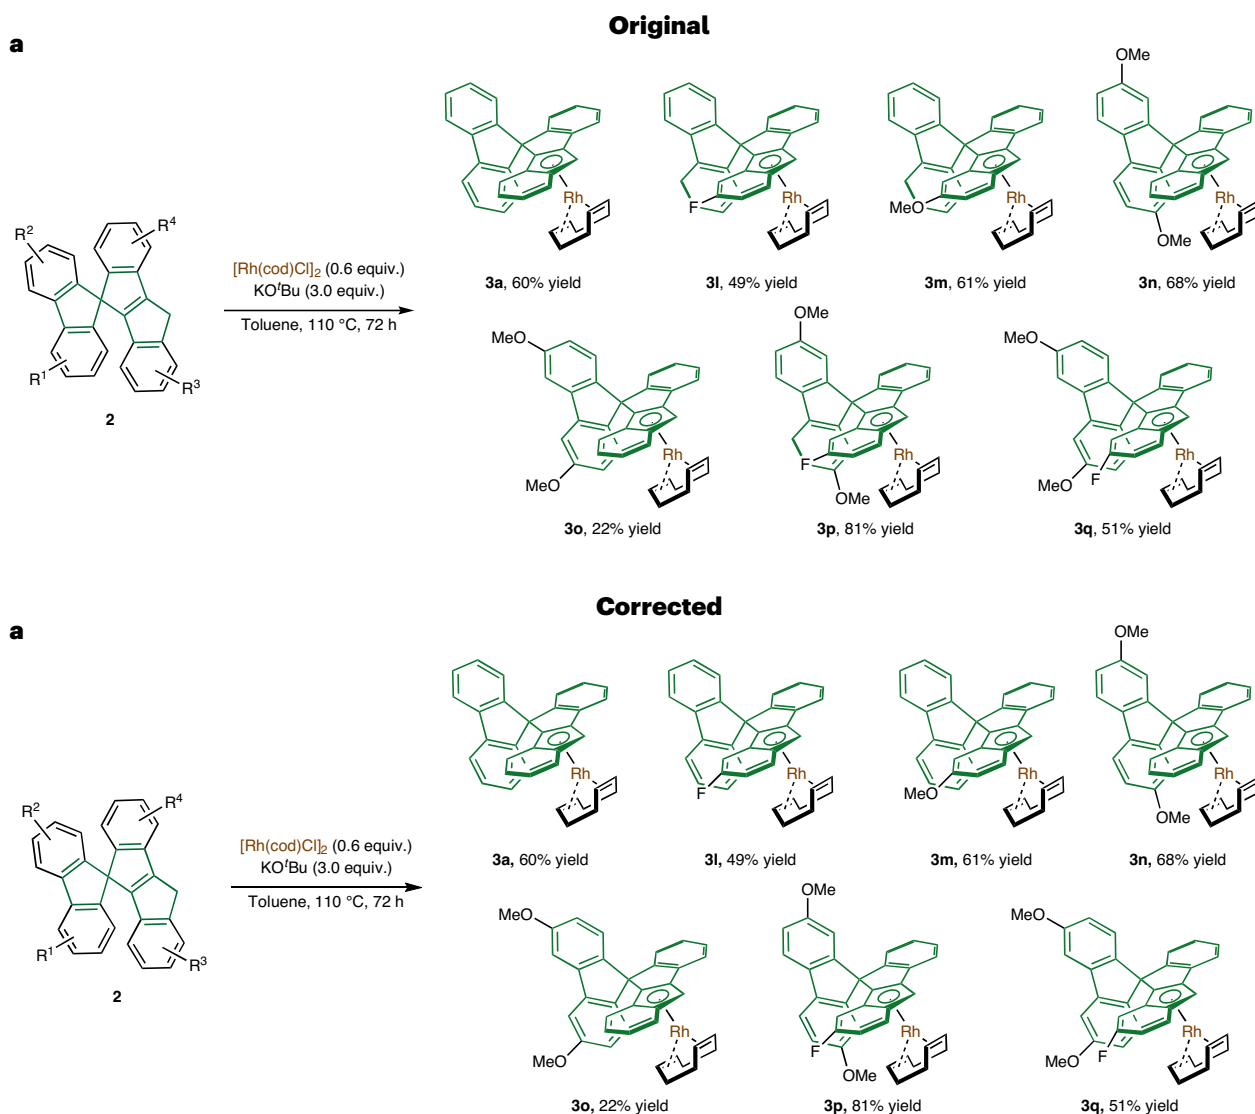 Original
a
R2
R4
R1
R3
2
[Rh(cod)Cl]2 (0.6 equiv.)
KOtBu (3.0 equiv.)
Toluene, 110 °C, 72 h
Rh
3a, 60% yield
F
Rh
3l, 49% yield
MeO
Rh
3m, 61% yield
OMe
Rh
OMe
3n, 68% yield
MeO
Rh
MeO
3o, 22% yield
OMe
F
Rh
OMe
3p, 81% yield
MeO
Rh
MeO
F
3q, 51% yield
Corrected
a
R2
R4
R1
R3
2
[Rh(cod)Cl]2 (0.6 equiv.)
KOtBu (3.0 equiv.)
Toluene, 110 °C, 72 h
Rh
3a, 60% yield
F
Rh
3l, 49% yield
MeO
Rh
3m, 61% yield
OMe
Rh
OMe
3n, 68% yield
MeO
Rh
MeO
3o, 22% yield
OMe
F
Rh
OMe
3p, 81% yield
MeO
Rh
MeO
F
3q, 51% yield